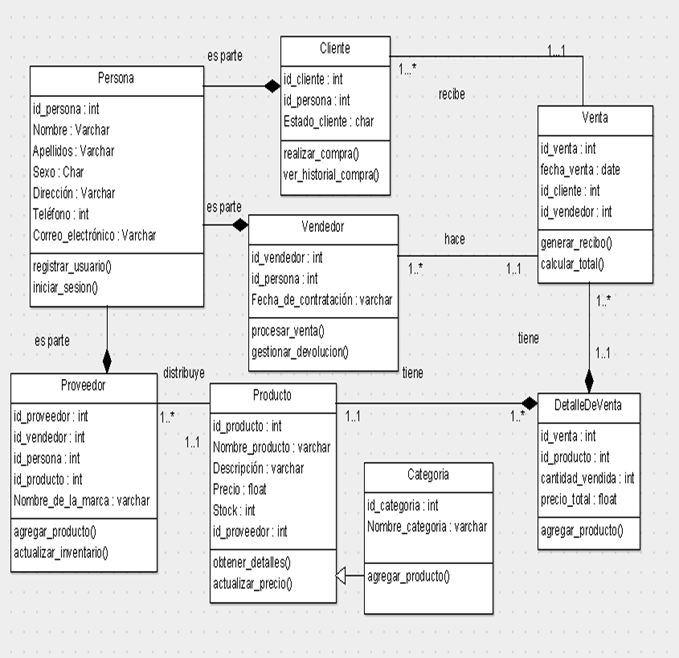 Cliente
id_cliente : int
id_persona : int
Estado_cliente : char
realizar_compra()
ver_historial_compra()
es parte
1...*
1...1
recibe
Persona
id_persona : int
Nombre : Varchar
Apellidos : Varchar
Sexo : Char
Dirección : Varchar
Teléfono : int
Correo_electrónico : Varchar
registrar_usuario()
iniciar_sesion()
Venta
id_venta : int
fecha_venta : date
id_cliente : int
id_vendedor : int
generar_recibo()
calcular_total()
es parte
Vendedor
id_vendedor : int
id_persona : int
Fecha_de_contratación : varchar
procesar_venta()
gestionar_devolucion()
hace
1..*
1..1
1..*
tiene
1..1
es parte
Proveedor
id_proveedor : int
id_vendedor : int
id_persona : int
id_producto : int
Nombre_de_la_marca : varchar
agregar_producto()
actualizar_inventario()
distribuye
1..*
1..1
Producto
id_producto : int
Nombre_producto : varchar
Descripción : varchar
Precio : float
Stock : int
id_proveedor : int
obtener_detalles()
actualizar_precio()
tiene
1..1
1..*
DetalleDeVenta
id_venta : int
id_producto : int
cantidad_vendida : int
precio_total : float
agregar_producto()
Categoria
id_categoria : int
Nombre_categoria : varchar
agregar_producto()